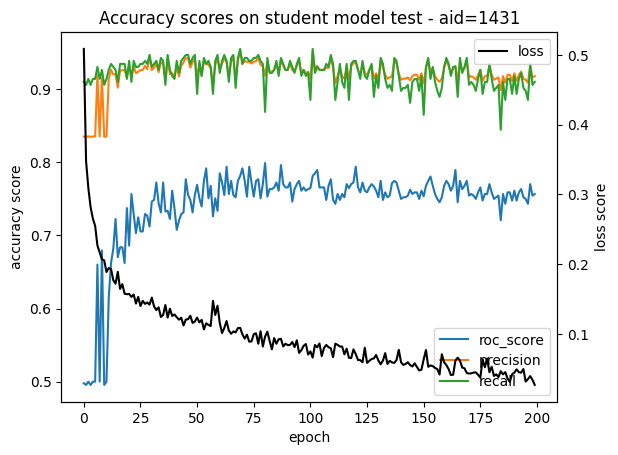 Accuracy scores on student model test - aid=1431
loss
0.9
0.8
0.7
0.6
0.5
accuracy score
0.5
0.4
0.3
0.2
0.1
loss score
roc_score
precision
recall
0
25
50
75
100
125
150
175
200
epoch